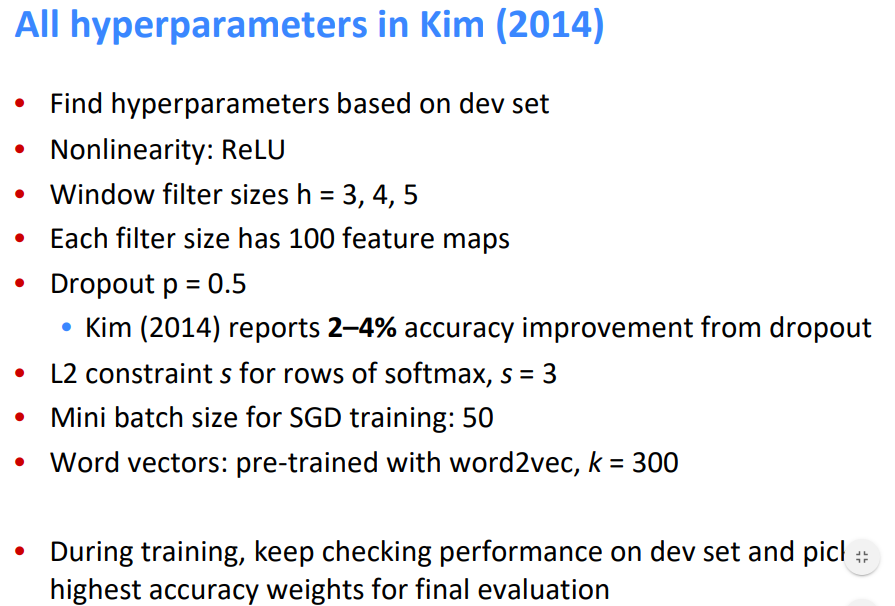 All hyperparameters in Kim (2014)
• Find hyperparameters based on dev set
• Nonlinearity: ReLU
• Window filter sizes h = 3, 4, 5
• Each filter size has 100 feature maps
• Dropout p = 0.5
• Kim (2014) reports 2–4% accuracy improvement from dropout
• L2 constraint s for rows of softmax, s = 3
• Mini batch size for SGD training: 50
• Word vectors: pre-trained with word2vec, k = 300
• During training, keep checking performance on dev set and pick
highest accuracy weights for final evaluation